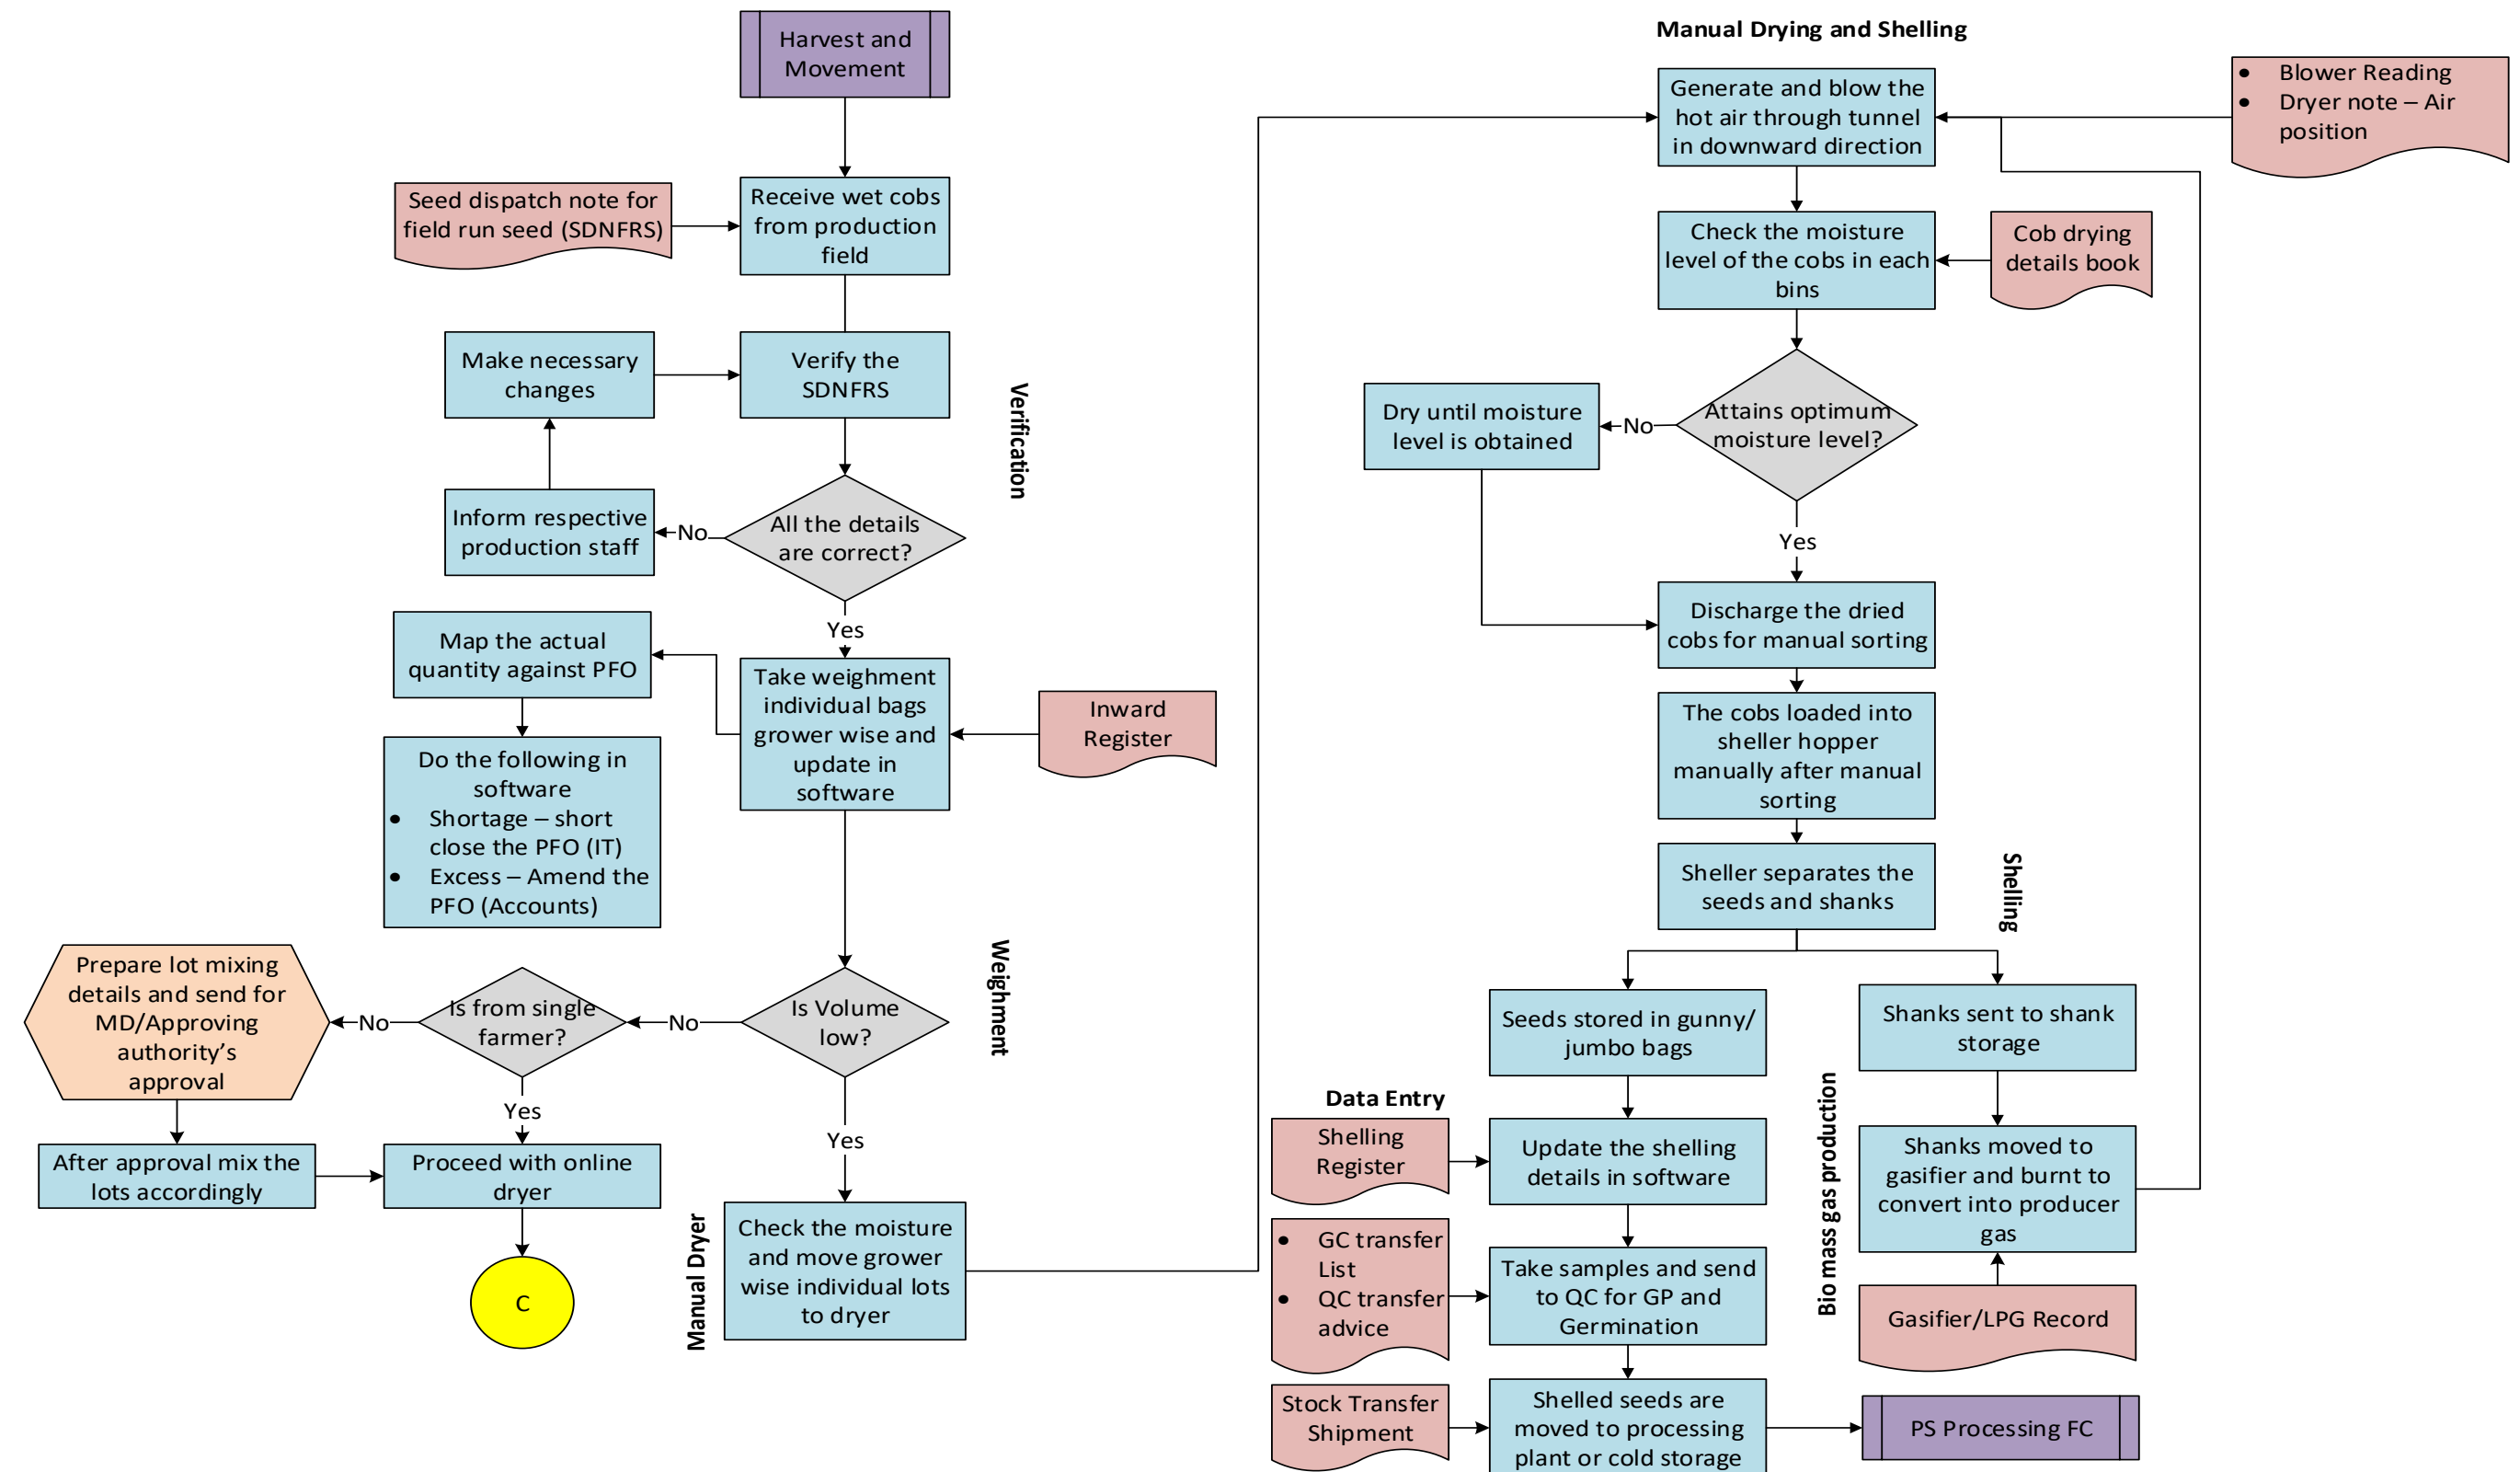 Harvest and
Movement
Seed dispatch note for
field run seed (SDNFRS)
Receive wet cobs
from production
field
Make necessary
changes
Verify the
SDNFRS
Verification
Inform respective
production staff
No
All the details
are correct?
Yes
Map the actual
quantity against PFO
Take weighment
individual bags
grower wise and
update in
software
Inward
Register
Do the following in
software
• Shortage – short
close the PFO (IT)
• Excess – Amend the
PFO (Accounts)
Weighment
Prepare lot mixing
details and send for
MD/Approving
authority's
approval
No
Is from single
farmer?
No
Is Volume
low?
Yes
Yes
After approval mix the
lots accordingly
Proceed with online
dryer
C
Manual Dryer
Check the moisture
and move grower
wise individual lots
to dryer
Manual Drying and Shelling
Generate and blow the
hot air through tunnel
in downward direction
• Blower Reading
• Dryer note – Air
position
Check the moisture
level of the cobs in each
bins
Cob drying
details book
Dry until moisture
level is obtained
No
Attains optimum
moisture level?
Yes
Discharge the dried
cobs for manual sorting
The cobs loaded into
sheller hopper
manually after manual
sorting
Sheller separates the
seeds and shanks
Shelling
Seeds stored in gunny/
jumbo bags
Shanks sent to shank
storage
Data Entry
Shelling
Register
Update the shelling
details in software
Bio mass gas production
Shanks moved to
gasifier and burnt to
convert into producer
gas
• GC transfer
List
• QC transfer
advice
Take samples and send
to QC for GP and
Germination
Gasifier/LPG Record
Stock Transfer
Shipment
Shelled seeds are
moved to processing
plant or cold storage
PS Processing FC